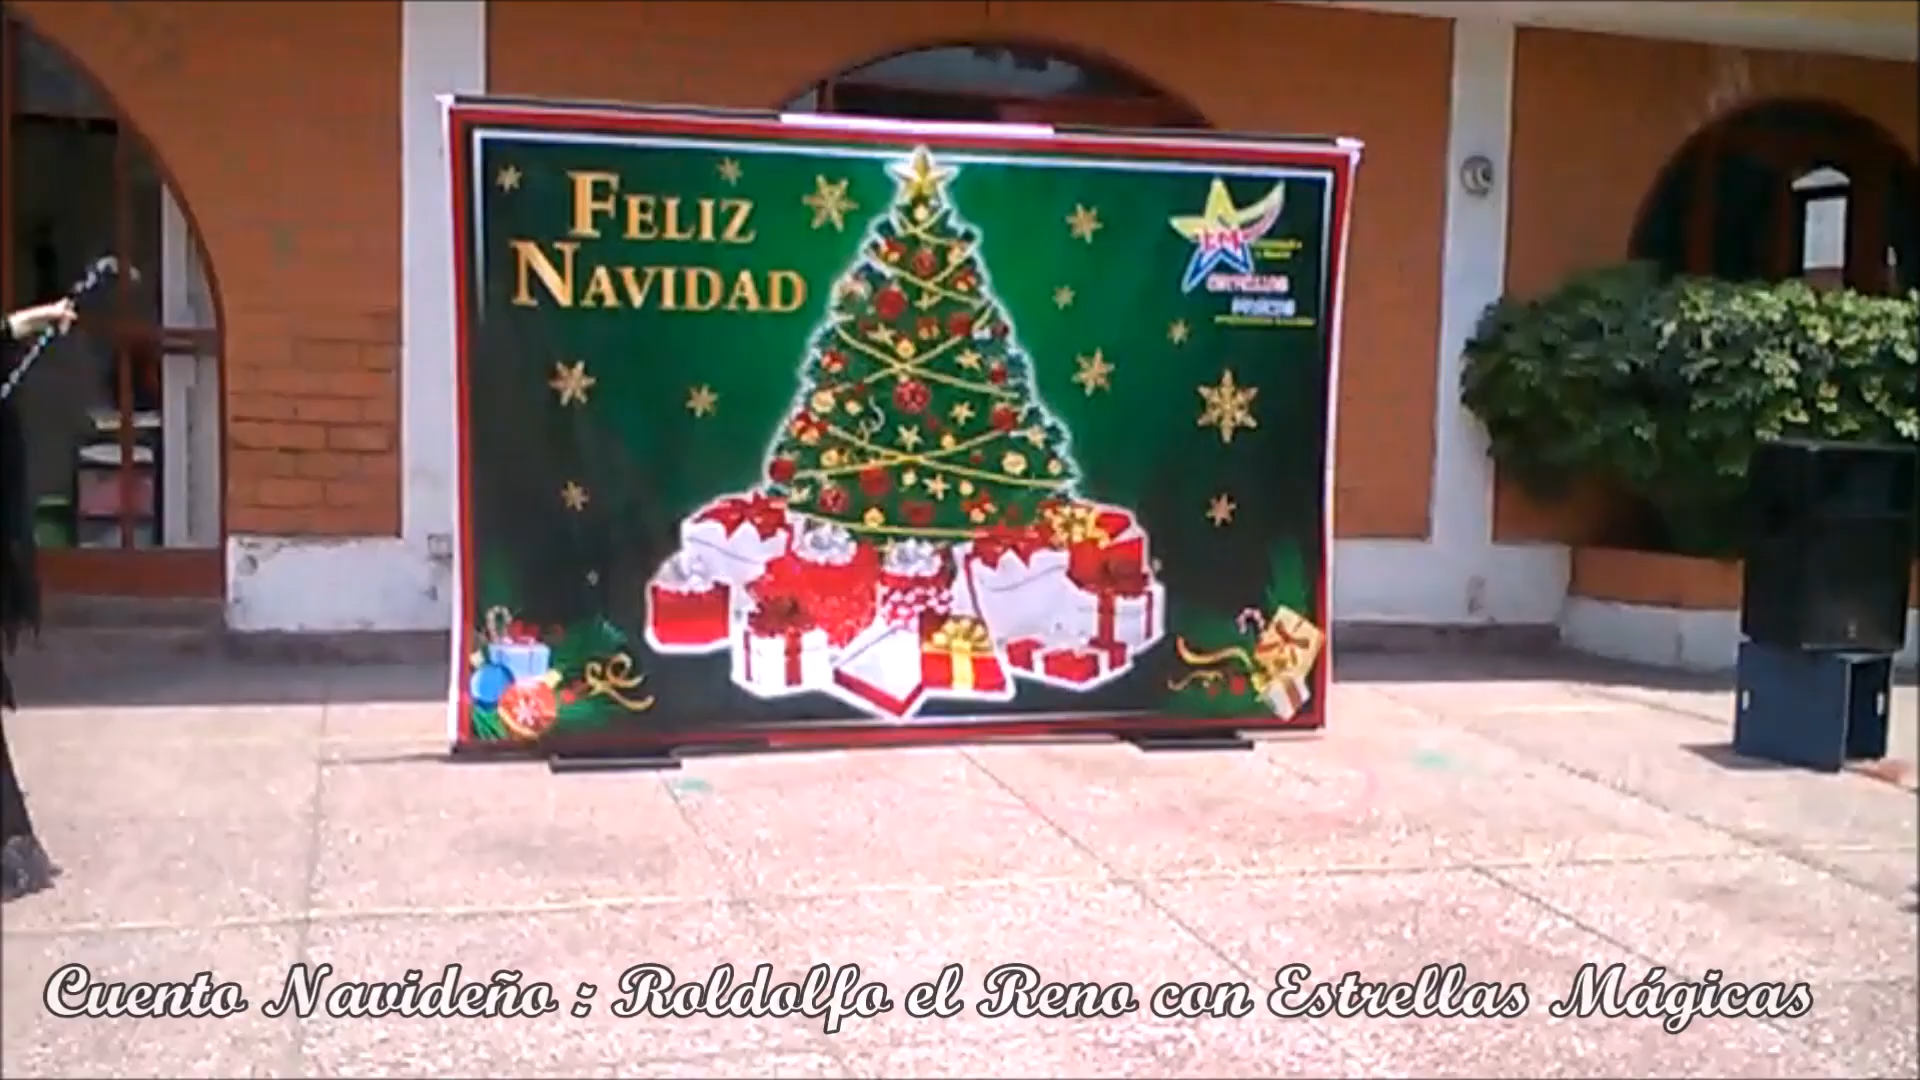 FELIZ
NAVIDAD
Cuento Navideño : Roldolfo el Reno con Estrellas Mágicas